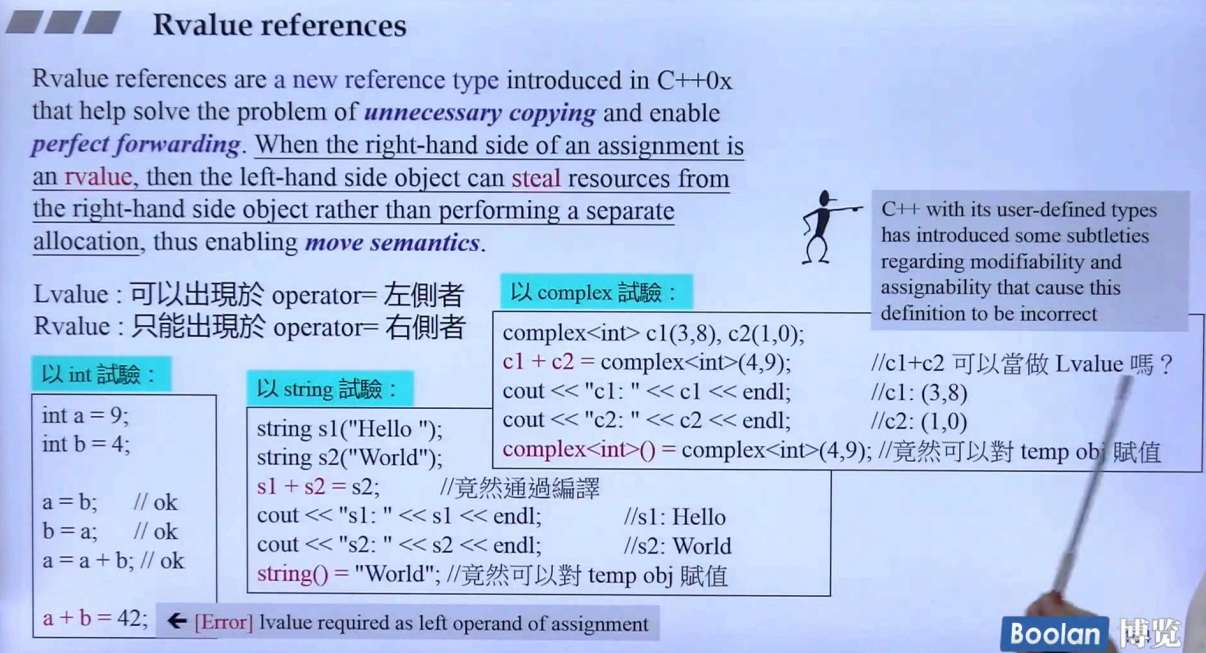 Rvalue references
Rvalue references are a new reference type introduced in C++0x
that help solve the problem of unnecessary copying and enable
perfect forwarding. When the right-hand side of an assignment is
an rvalue, then the left-hand side object can steal resources from
the right-hand side object rather than performing a separate
allocation, thus enabling move semantics.
C++ with its user-defined types
has introduced some subtleties
regarding modifiability and
assignability that cause this
definition to be incorrect
Lvalue : 可以出現於 operator= 左側者
Rvalue : 只能出現於 operator= 右側者
以 int 試驗：
int a = 9;
int b = 4;
a = b; // ok
b = a; // ok
a = a + b; // ok
a + b = 42; ← [Error] lvalue required as left operand of assignment
以 string 試驗：
string s1("Hello ");
string s2("World");
s1 + s2 = s2; //竟然通過編譯
cout << "s1: " << s1 << endl; //s1: Hello
cout << "s2: " << s2 << endl; //s2: World
string() = "World"; //竟然可以對 temp obj 賦值
以 complex 試驗：
complex<int> c1(3,8), c2(1,0);
c1 + c2 = complex<int>(4,9); //c1+c2 可以當做 Lvalue 嗎？
cout << "c1: " << c1 << endl; //c1: (3,8)
cout << "c2: " << c2 << endl; //c2: (1,0)
complex<int>() = complex<int>(4,9); //竟然可以對 temp obj 賦值
Boolan 博览